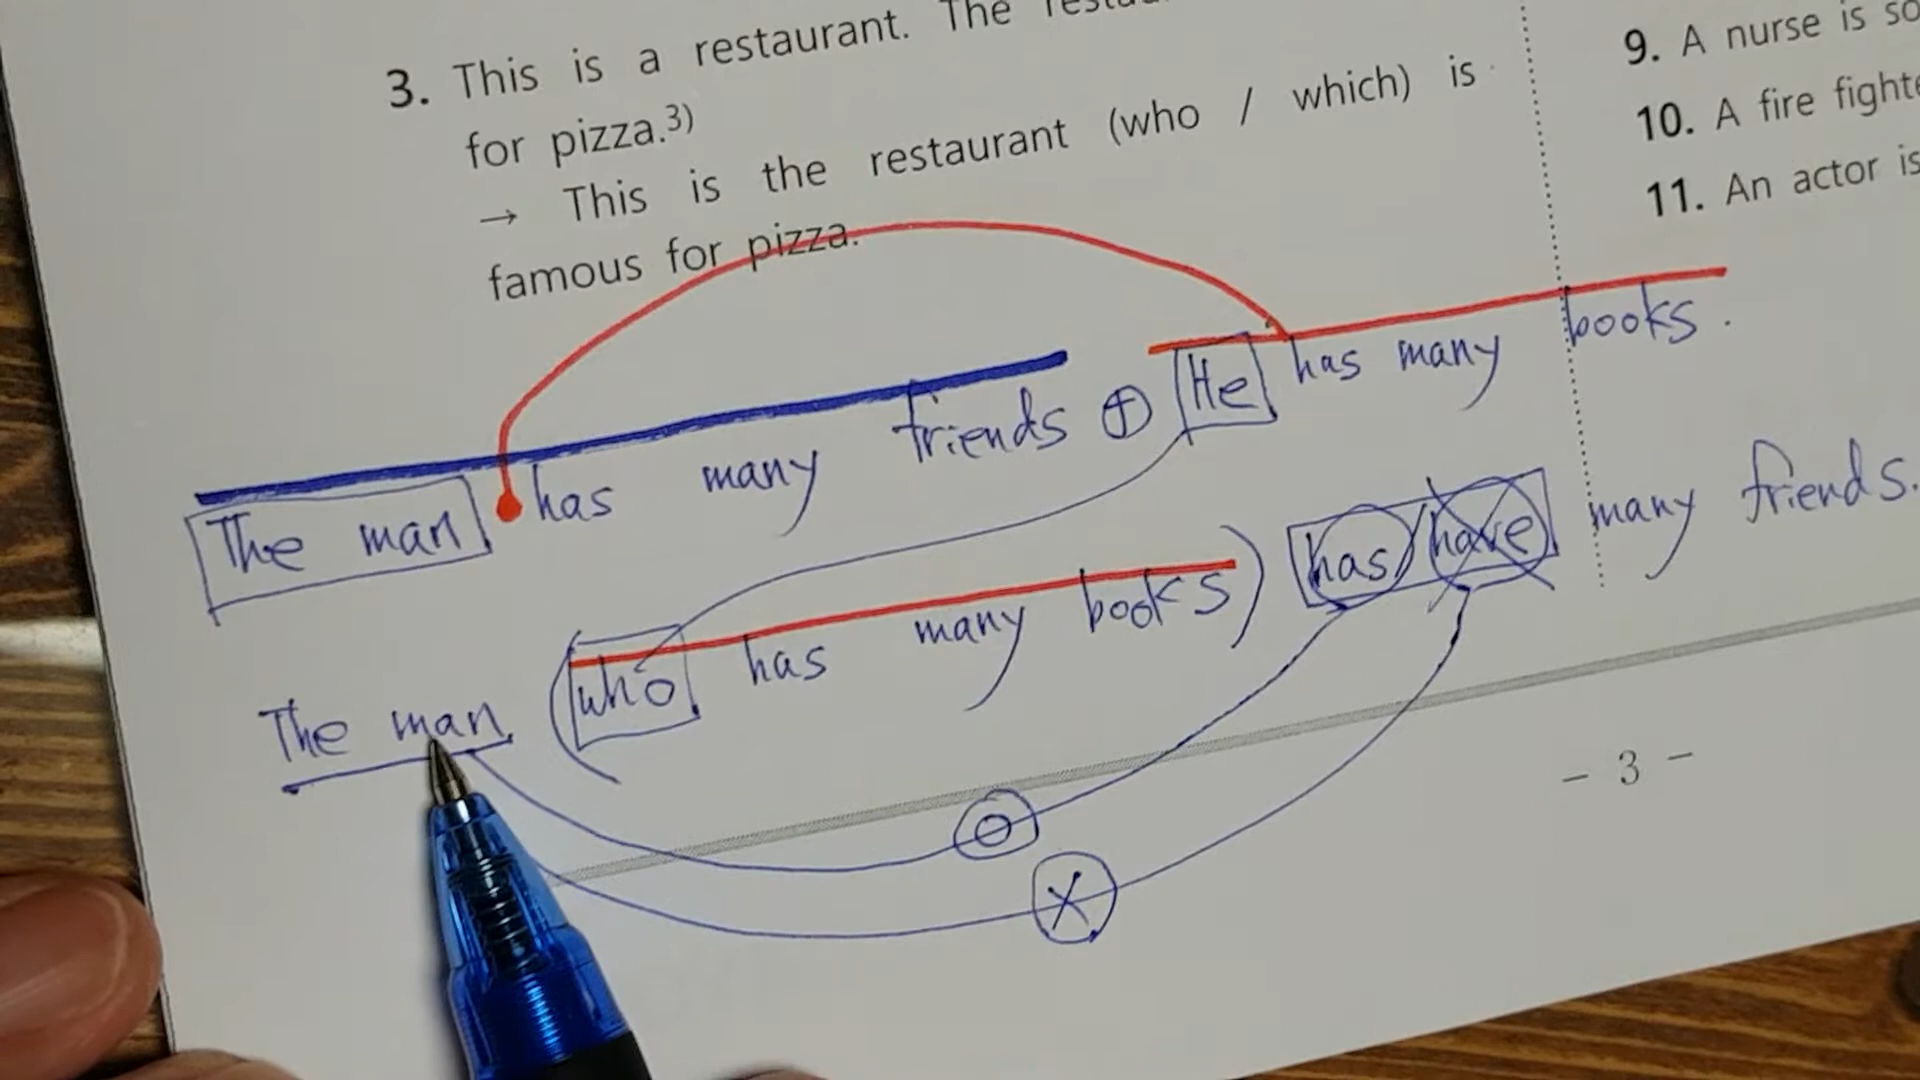 3. This is a restaurant. The
for pizza.3)
→ This is the restaurant (who / which) is
famous for pizza.
9. A nurse is
10. A fire
11. An actor is
The man has many friends ⊕ He has many books.
The man (who has many books) has/have many friends.
X
- 3 -